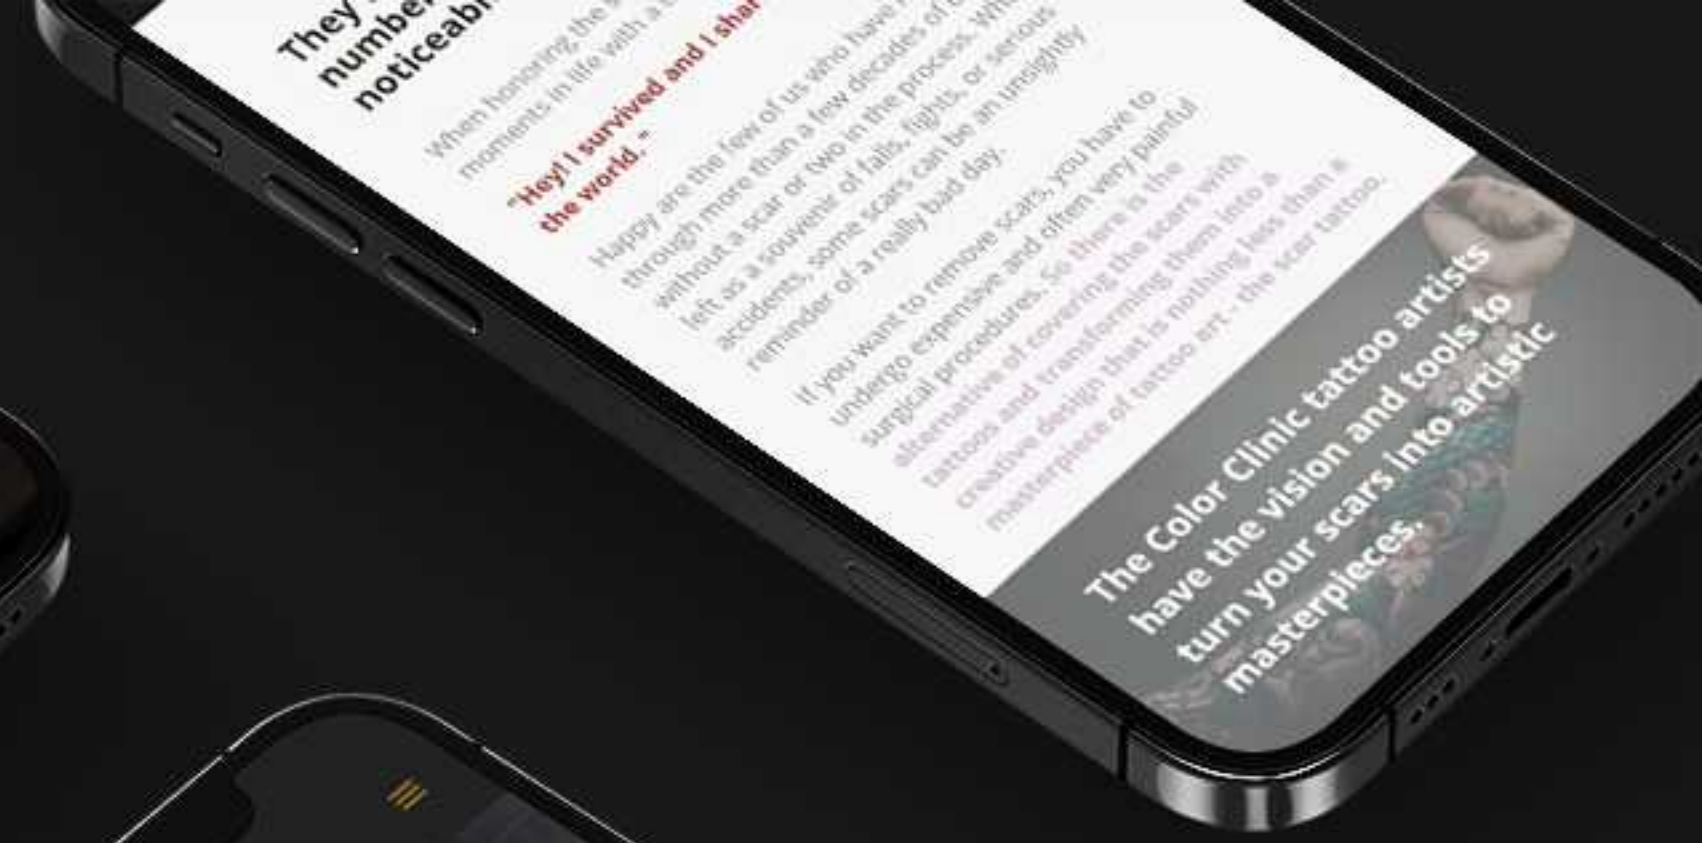 They
number
noticeabl
When honoring the
moments in life with a
"Hey! I survived and I shar
the world."
Happy are the few of us who have
through more than a few decades of
without a scar or two in the process. Wh
left as a souvenir of falls, fights, or serious
accidents, some scars can be an unsightly
reminder of a really bad day.
If you want to remove scars, you have to
undergo expensive and often very painful
surgical procedures. So there is the
alternative of covering the scars with
tattoos and transforming them into a
creative design that is nothing less than a
masterpiece of tattoo art - the scar tattoo.
The Color Clinic tattoo artists
have the vision and tools to
turn your scars into artistic
masterpieces.